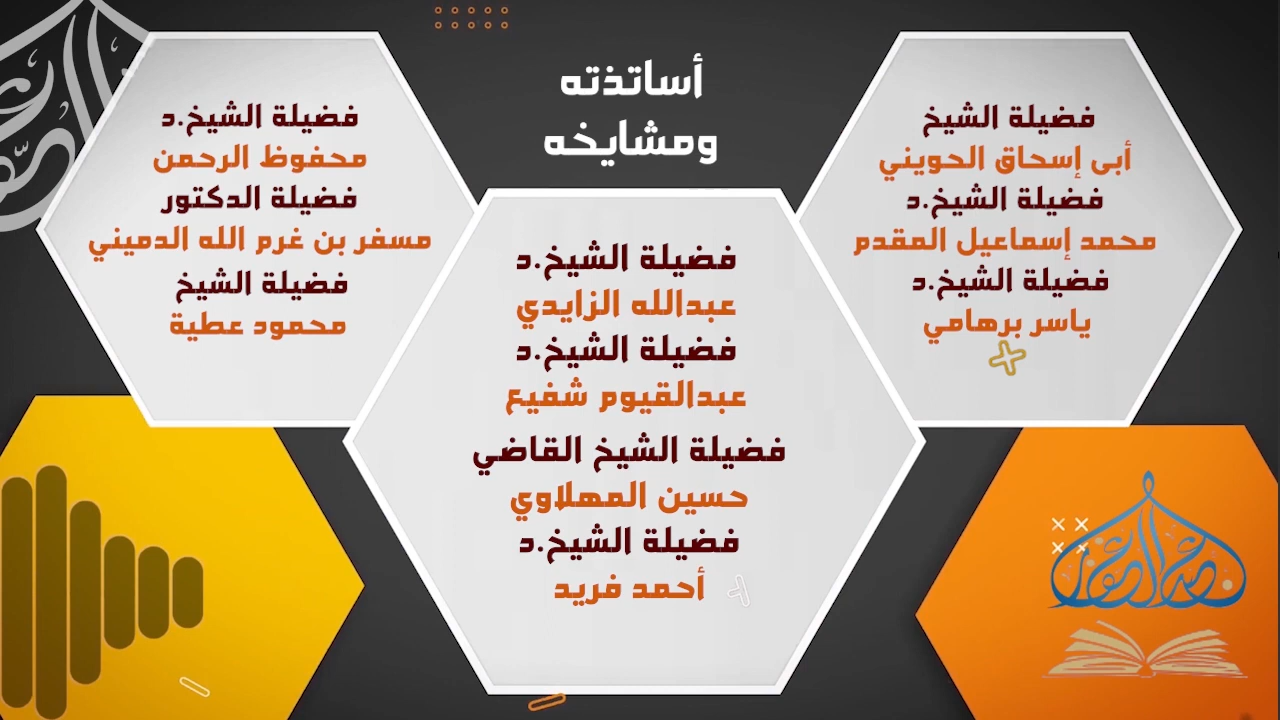 أساتذته
ومشايخه
فضيلة الشيخ
أبى إسحاق الحويني
فضيلة الشيخ.د
محمد إسماعيل المقدم
فضيلة الشيخ.د
ياسر برهامي
فضيلة الشيخ.د
عبدالله الزايدي
فضيلة الشيخ.د
عبدالقيوم شفيع
فضيلة الشيخ القاضي
حسين المهلاوي
فضيلة الشيخ.د
أحمد فريد
فضيلة الشيخ.د
محفوظ الرحمن
فضيلة الدكتور
مسفر بن غرم الله الدميني
فضيلة الشيخ
محمود عطية